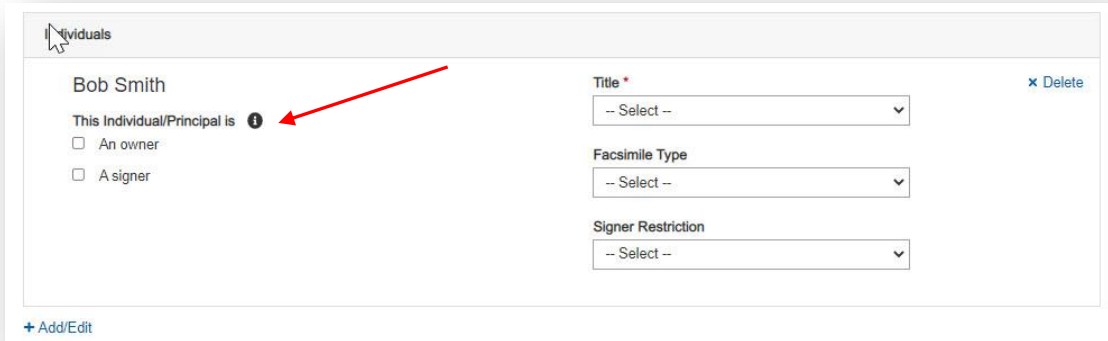 Individuals
Bob Smith
This Individual/Principal is
An owner
A signer
Title *
-- Select --
Facsimile Type
-- Select --
Signer Restriction
-- Select --
× Delete
+ Add/Edit